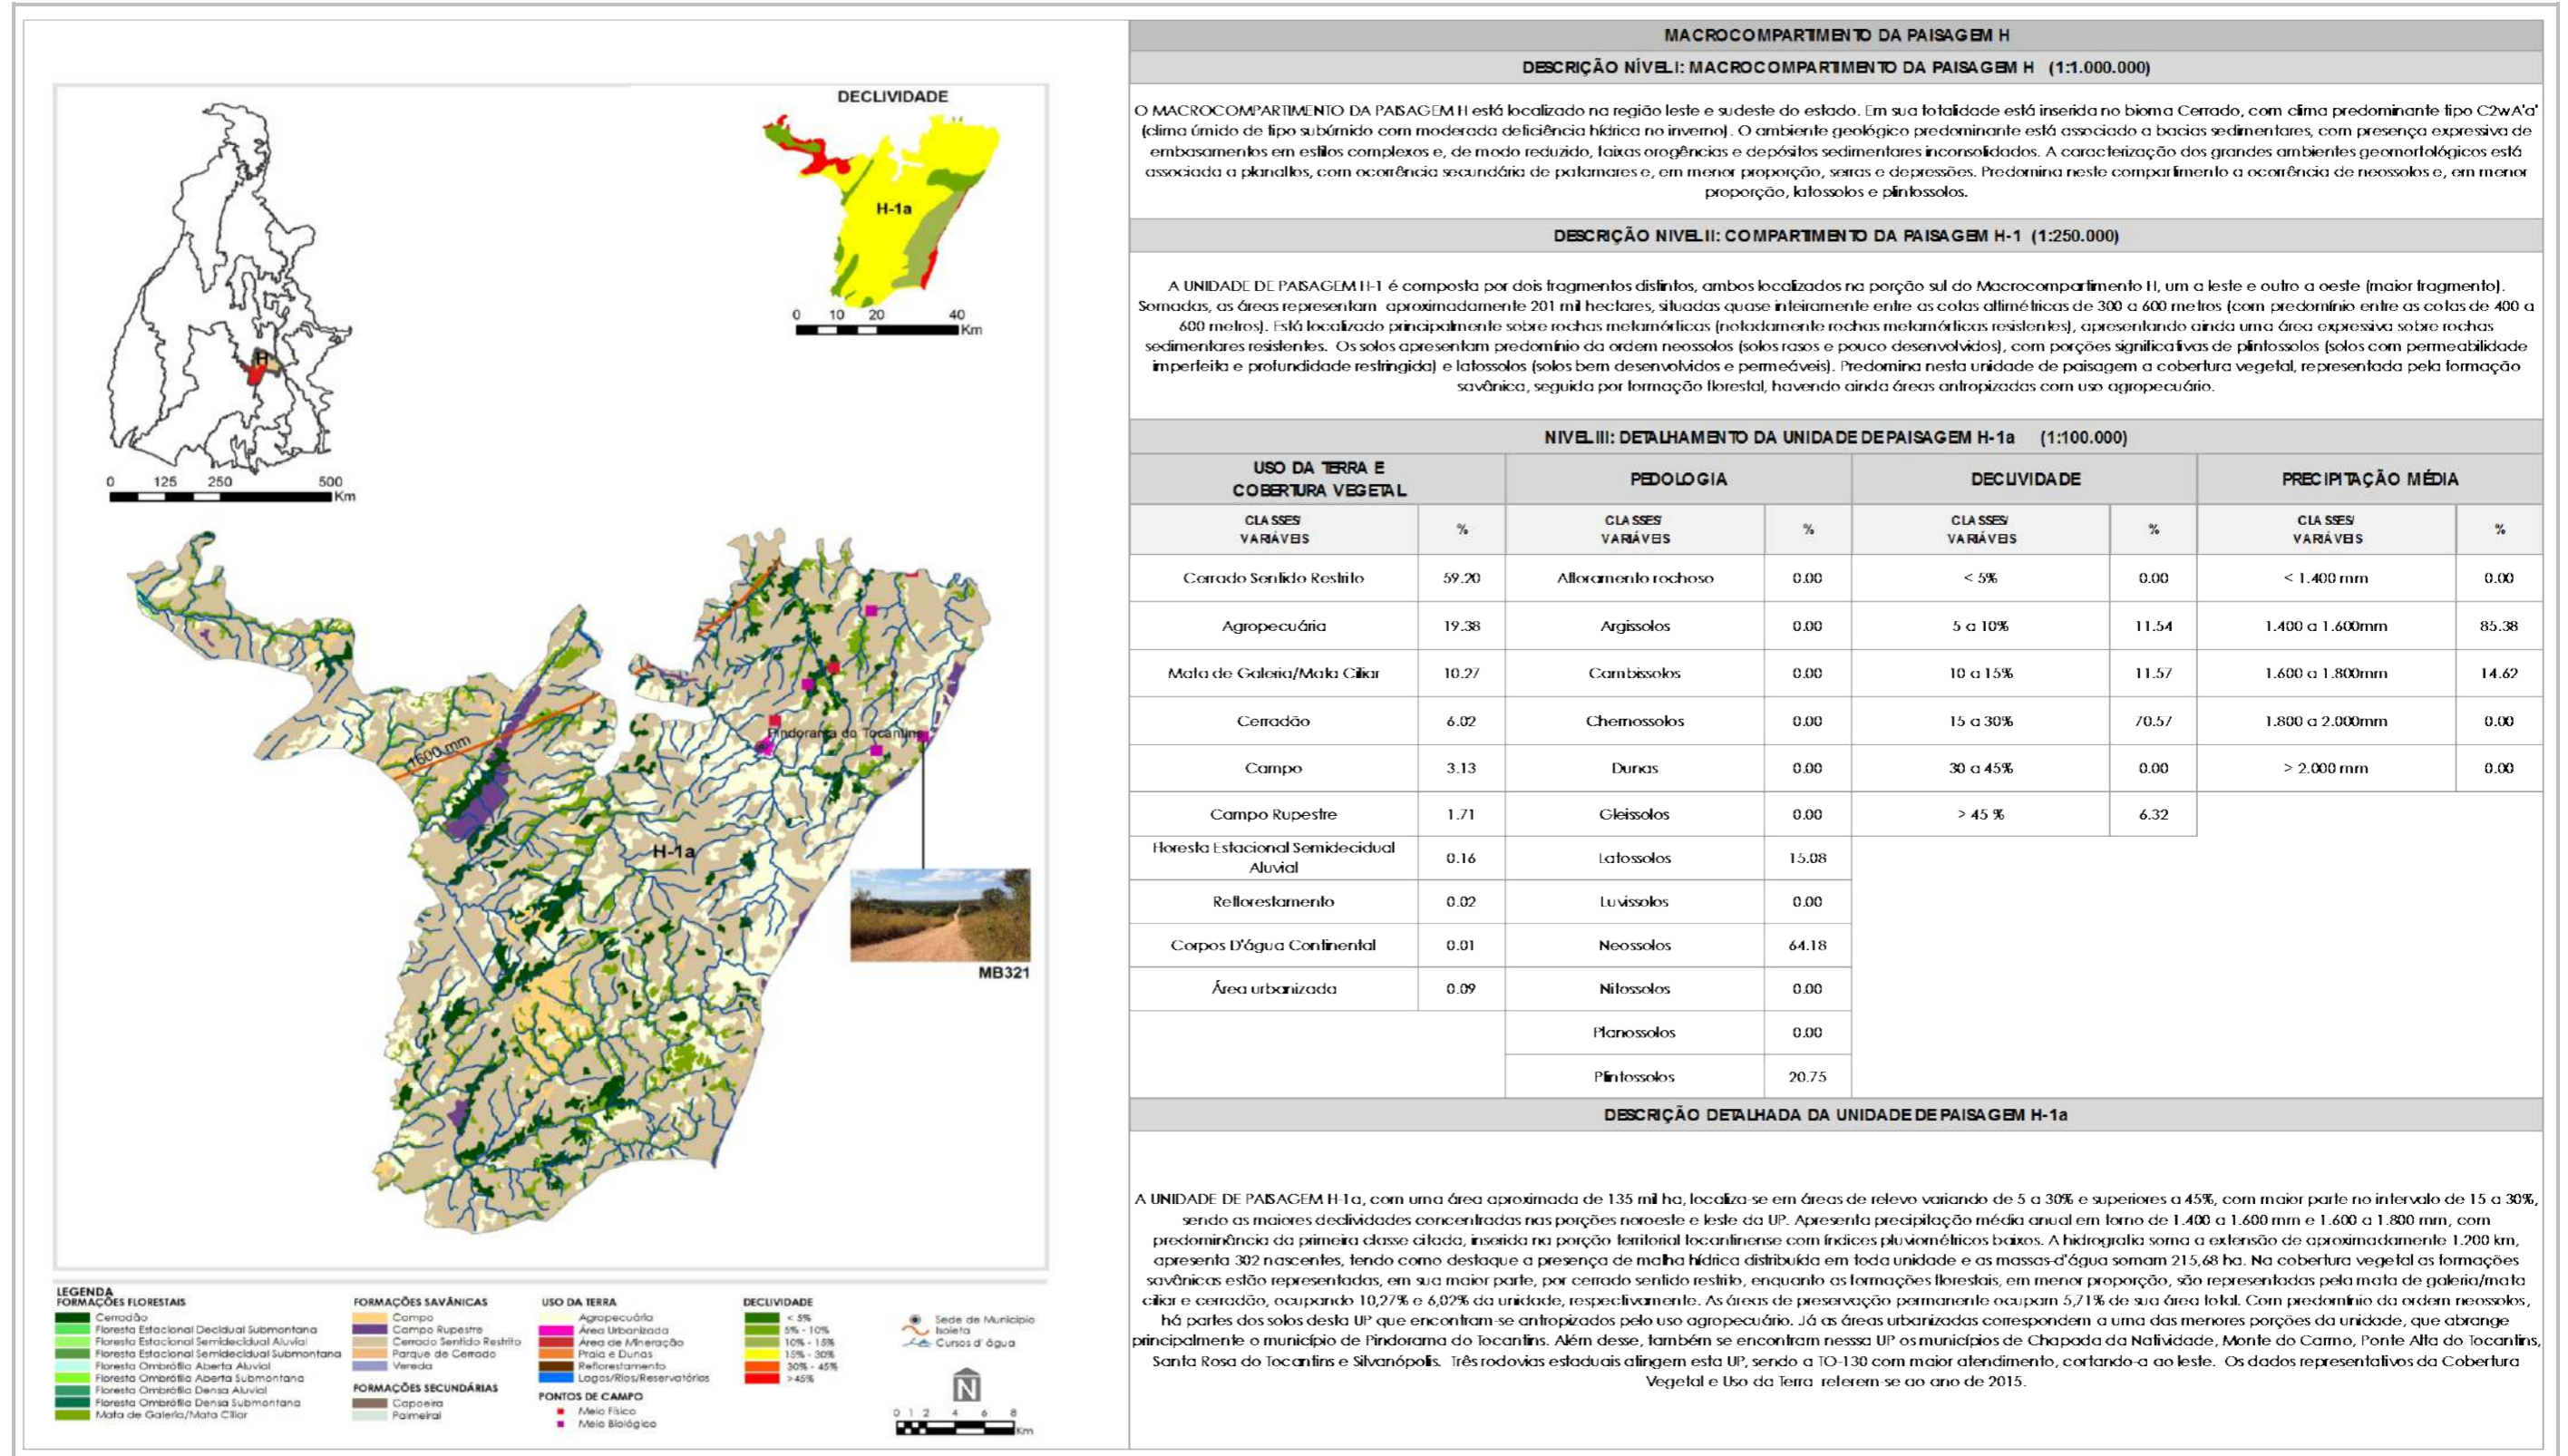 DECLIVIDADE
H-1a
0 10 20 40
Km
H
0 125 250 500
Km
1600 mm
Pindorama do Tocantins
H-1a
MB321
LEGENDA
FORMAÇÕES FLORESTAIS
Cerradão
Floresta Estacional Decidual Submontana
Floresta Estacional Semidecidual Aluvial
Floresta Estacional Semidecidual Submontana
Floresta Ombrófila Aberta Aluvial
Floresta Ombrófila Aberta Submontana
Floresta Ombrófila Densa Aluvial
Floresta Ombrófila Densa Submontana
Mata de Galeria/Mata Ciliar
FORMAÇÕES SAVÂNICAS
Campo
Campo Rupestre
Cerrado Sentido Restrito
Parque de Cerrado
Vereda
FORMAÇÕES SECUNDÁRIAS
Capoeira
Palmeiral
USO DA TERRA
Agropecuária
Área Urbanizada
Área de Mineração
Praia e Dunas
Reflorestamento
Lagos/Rios/Reservatórios
PONTOS DE CAMPO
Meio Físico
Meio Biológico
DECLIVIDADE
< 5%
5% - 10%
10% - 15%
15% - 30%
30% - 45%
>45%
Sede de Município
Isoieta
Cursos d' água
N
0 1 2 4 6 8
Km
MACROCOMPARTIMENTO DA PAISAGEM H
DESCRIÇÃO NÍVEL I: MACROCOMPARTIMENTO DA PAISAGEM H (1:1.000.000)
O MACROCOMPARTIMENTO DA PAISAGEM H está localizado na região leste e sudeste do estado. Em sua totalidade está inserida no bioma Cerrado, com clima predominante tipo C2wA'a'
(clima úmido de tipo subúmido com moderada deficiência hídrica no inverno). O ambiente geológico predominante está associado a bacias sedimentares, com presença expressiva de
embasamentos em estilos complexos e, de modo reduzido, faixas orogências e depósitos sedimentares inconsolidados. A caracterização dos grandes ambientes geomorfológicos está
associada a planaltos, com ocorrência secundária de patamares e, em menor proporção, serras e depressões. Predomina neste compartimento a ocorrência de neossolos e, em menor
proporção, latossolos e plintossolos.
DESCRIÇÃO NIVEL II: COMPARTIMENTO DA PAISAGEM H-1 (1:250.000)
A UNIDADE DE PAISAGEM H-1 é composta por dois fragmentos distintos, ambos localizados na porção sul do Macrocompartimento H, um a leste e outro a oeste (maior fragmento).
Somadas, as áreas representam aproximadamente 201 mil hectares, situadas quase inteiramente entre as cotas altimétricas de 300 a 600 metros (com predomínio entre as cotas de 400 a
600 metros). Está localizado principalmente sobre rochas metamórficas (notadamente rochas metamórficas resistentes), apresentando ainda uma área expressiva sobre rochas
sedimentares resistentes. Os solos apresentam predomínio da ordem neossolos (solos rasos e pouco desenvolvidos), com porções significativas de plintossolos (solos com permeabilidade
imperfeita e profundidade restringida) e latossolos (solos bem desenvolvidos e permeáveis). Predomina nesta unidade de paisagem a cobertura vegetal, representada pela formação
savânica, seguida por formação florestal, havendo ainda áreas antropizadas com uso agropecuário.
NIVEL III: DETALHAMENTO DA UNIDADE DE PAISAGEM H-1a (1:100.000)
USO DA TERRA E
COBERTURA VEGETAL PEDOLOGIA DECLIVIDADE PRECIPITAÇÃO MÉDIA
CLASSES/ CLASSES/ CLASSES/ CLASSES/
VARIÁVEIS % VARIÁVEIS % VARIÁVEIS % VARIÁVEIS %
Cerrado Sentido Restrito 59.20 Afloramento rochoso 0.00 < 5% 0.00 < 1.400 mm 0.00
Agropecuária 19.38 Argissolos 0.00 5 a 10% 11.54 1.400 a 1.600mm 85.38
Mata de Galeria/Mata Ciliar 10.27 Cambissolos 0.00 10 a 15% 11.57 1.600 a 1.800mm 14.62
Cerradão 6.02 Chernossolos 0.00 15 a 30% 70.57 1.800 a 2.000mm 0.00
Campo 3.13 Dunas 0.00 30 a 45% 0.00 > 2.000 mm 0.00
Campo Rupestre 1.71 Gleissolos 0.00 > 45 % 6.32
Floresta Estacional Semidecidual
Aluvial 0.16 Latossolos 15.08
Reflorestamento 0.02 Luvissolos 0.00
Corpos D'água Continental 0.01 Neossolos 64.18
Área urbanizada 0.09 Nitossolos 0.00
Planossolos 0.00
Plintossolos 20.75
DESCRIÇÃO DETALHADA DA UNIDADE DE PAISAGEM H-1a
A UNIDADE DE PAISAGEM H-1a, com uma área aproximada de 135 mil ha, localiza-se em áreas de relevo variando de 5 a 30% e superiores a 45%, com maior parte no intervalo de 15 a 30%,
sendo as maiores declividades concentradas nas porções noroeste e leste da UP. Apresenta precipitação média anual em torno de 1.400 a 1.600 mm e 1.600 a 1.800 mm, com
predominância da primeira classe citada, inserida na porção territorial tocantinense com índices pluviométricos baixos. A hidrografia soma a extensão de aproximadamente 1.200 km,
apresenta 302 nascentes, tendo como destaque a presença de malha hídrica distribuída em toda unidade e as massas-d'água somam 215,68 ha. Na cobertura vegetal as formações
savânicas estão representadas, em sua maior parte, por cerrado sentido restrito, enquanto as formações florestais, em menor proporção, são representadas pela mata de galeria/mata
ciliar e cerradão, ocupando 10,27% e 6,02% da unidade, respectivamente. As áreas de preservação permanente ocupam 5,71% de sua área total. Com predomínio da ordem neossolos,
há partes dos solos desta UP que encontram-se antropizados pelo uso agropecuário. Já as áreas urbanizadas correspondem a uma das menores porções da unidade, que abrange
principalmente o município de Pindorama do Tocantins. Além desse, também se encontram nesssa UP os municípios de Chapada da Natividade, Monte do Carmo, Ponte Alta do Tocantins,
Santa Rosa do Tocantins e Silvanópolis. Três rodovias estaduais atingem esta UP, sendo a TO-130 com maior atendimento, cortando-a ao leste. Os dados representativos da Cobertura
Vegetal e Uso da Terra referem-se ao ano de 2015.